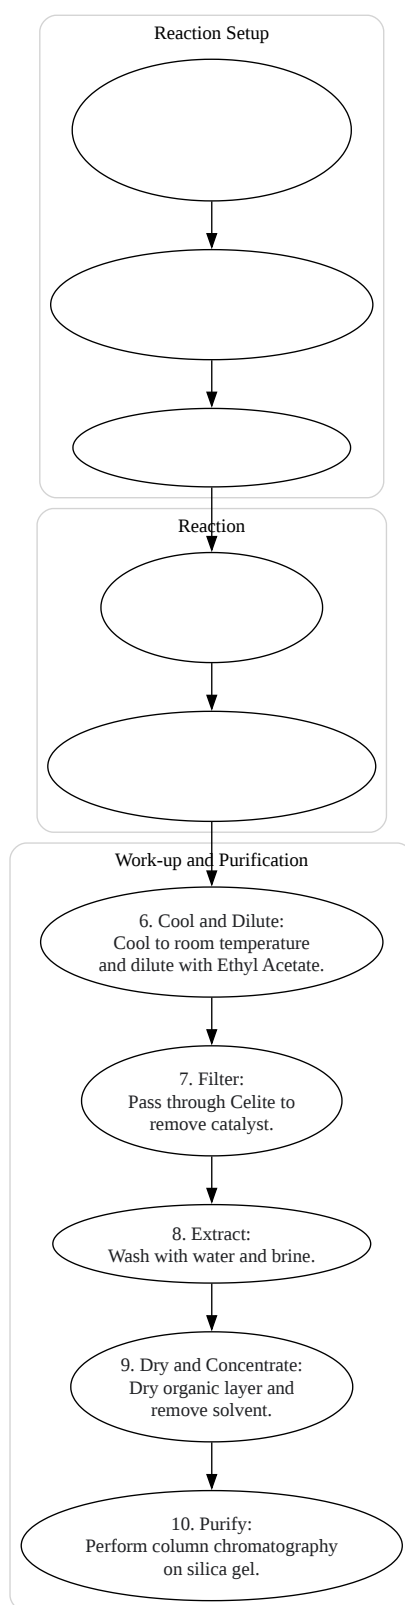 Reaction Setup
Reaction
Work-up and Purification
6. Cool and Dilute:
Cool to room temperature
and dilute with Ethyl Acetate.
7. Filter:
Pass through Celite to
remove catalyst.
8. Extract:
Wash with water and brine.
9. Dry and Concentrate:
Dry organic layer and
remove solvent.
10. Purify:
Perform column chromatography
on silica gel.